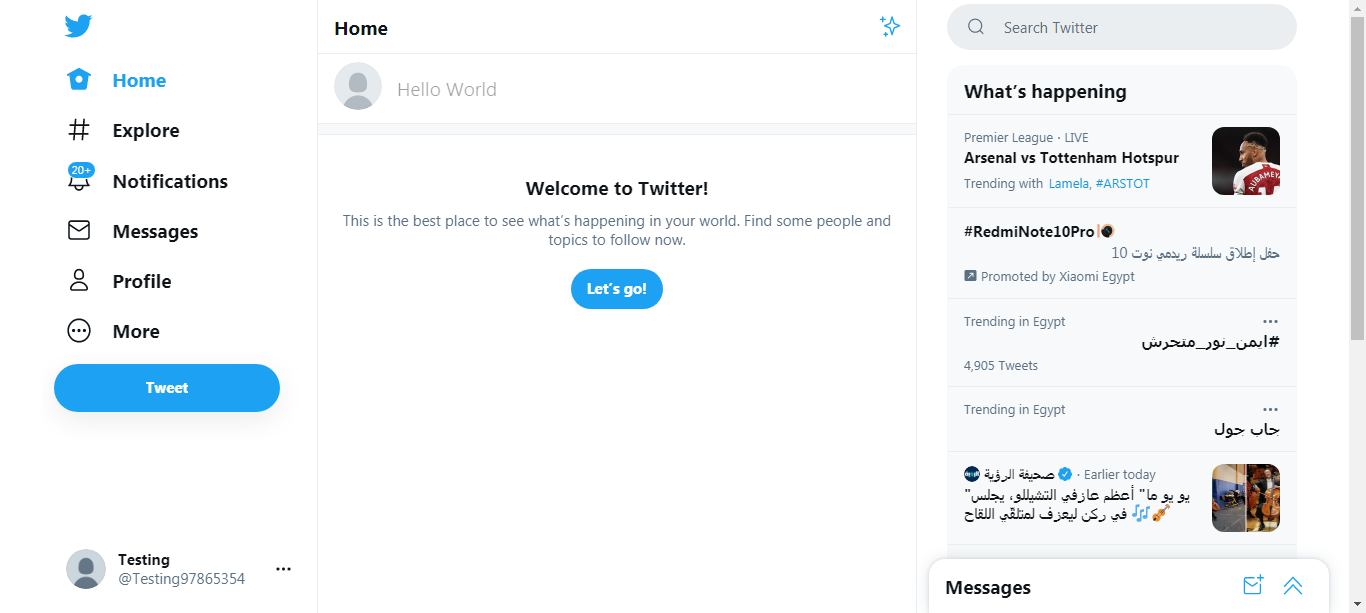 Home
Explore
20+
Notifications
Messages
Profile
More
Tweet
Testing
@Testing97865354
Home
Hello World
Welcome to Twitter!
This is the best place to see what’s happening in your world. Find some people and
topics to follow now.
Let’s go!
Search Twitter
What’s happening
Premier League · LIVE
Arsenal vs Tottenham Hotspur
Trending with Lamela, #ARSTOT
AUBAMEYA
#RedmiNote10Pro
حفل إطلاق سلسلة ريدمي نوت 10
Promoted by Xiaomi Egypt
Trending in Egypt
#ايمن_نور_متحرش
4,905 Tweets
Trending in Egypt
جاب جول
صحيفة الرؤية · Earlier today
"يو يو ما" أعظم عازفي التشيللو، يجلس
في ركن ليعزف لمتلقّي اللقاح 🎶🎻
Messages